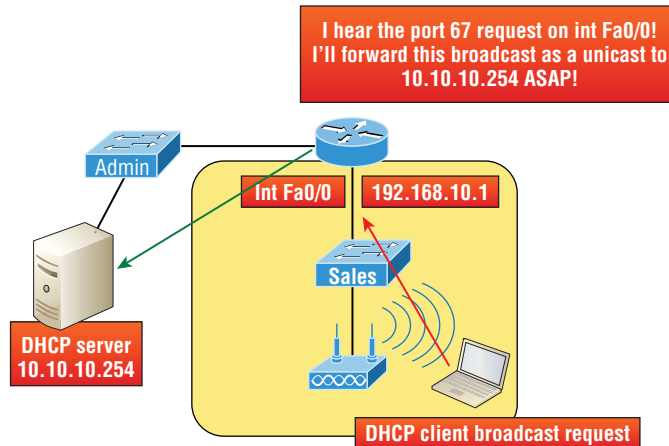 I hear the port 67 request on int Fa0/0!
I’ll forward this broadcast as a unicast to
10.10.10.254 ASAP!
Admin
Int Fa0/0
192.168.10.1
Sales
DHCP server
10.10.10.254
DHCP client broadcast request